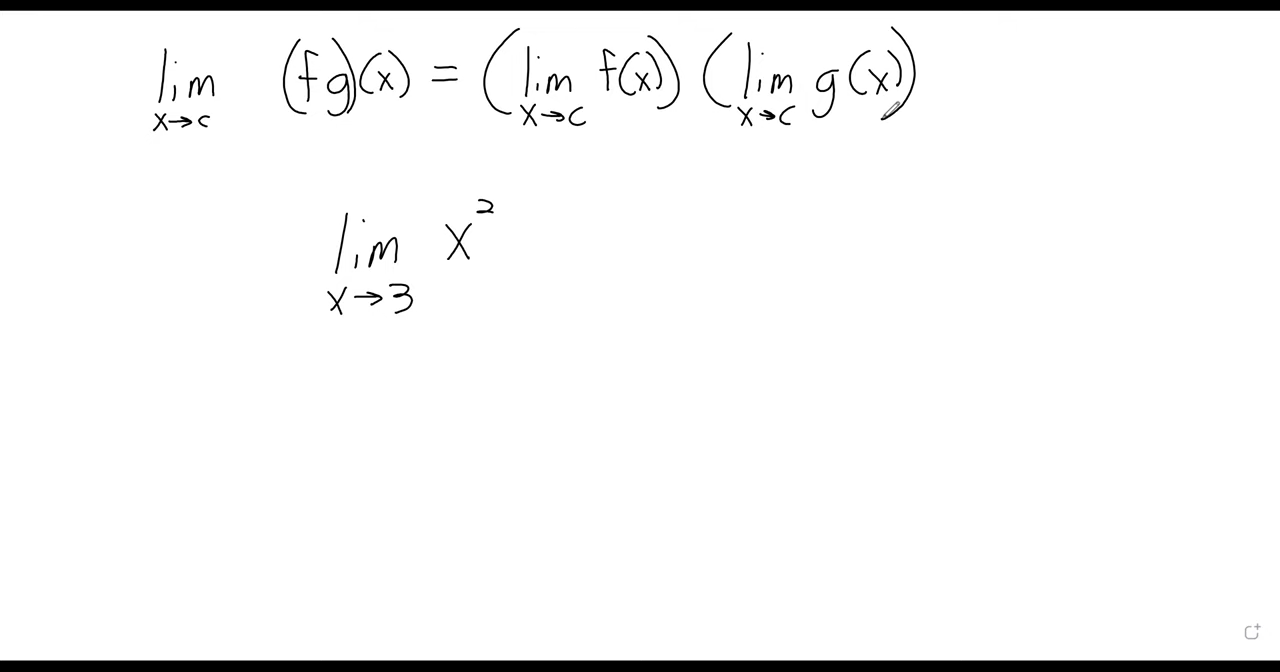 lim x→c (fg)(x) = (lim x→c f(x)) (lim x→c g(x))
lim x→3 x²